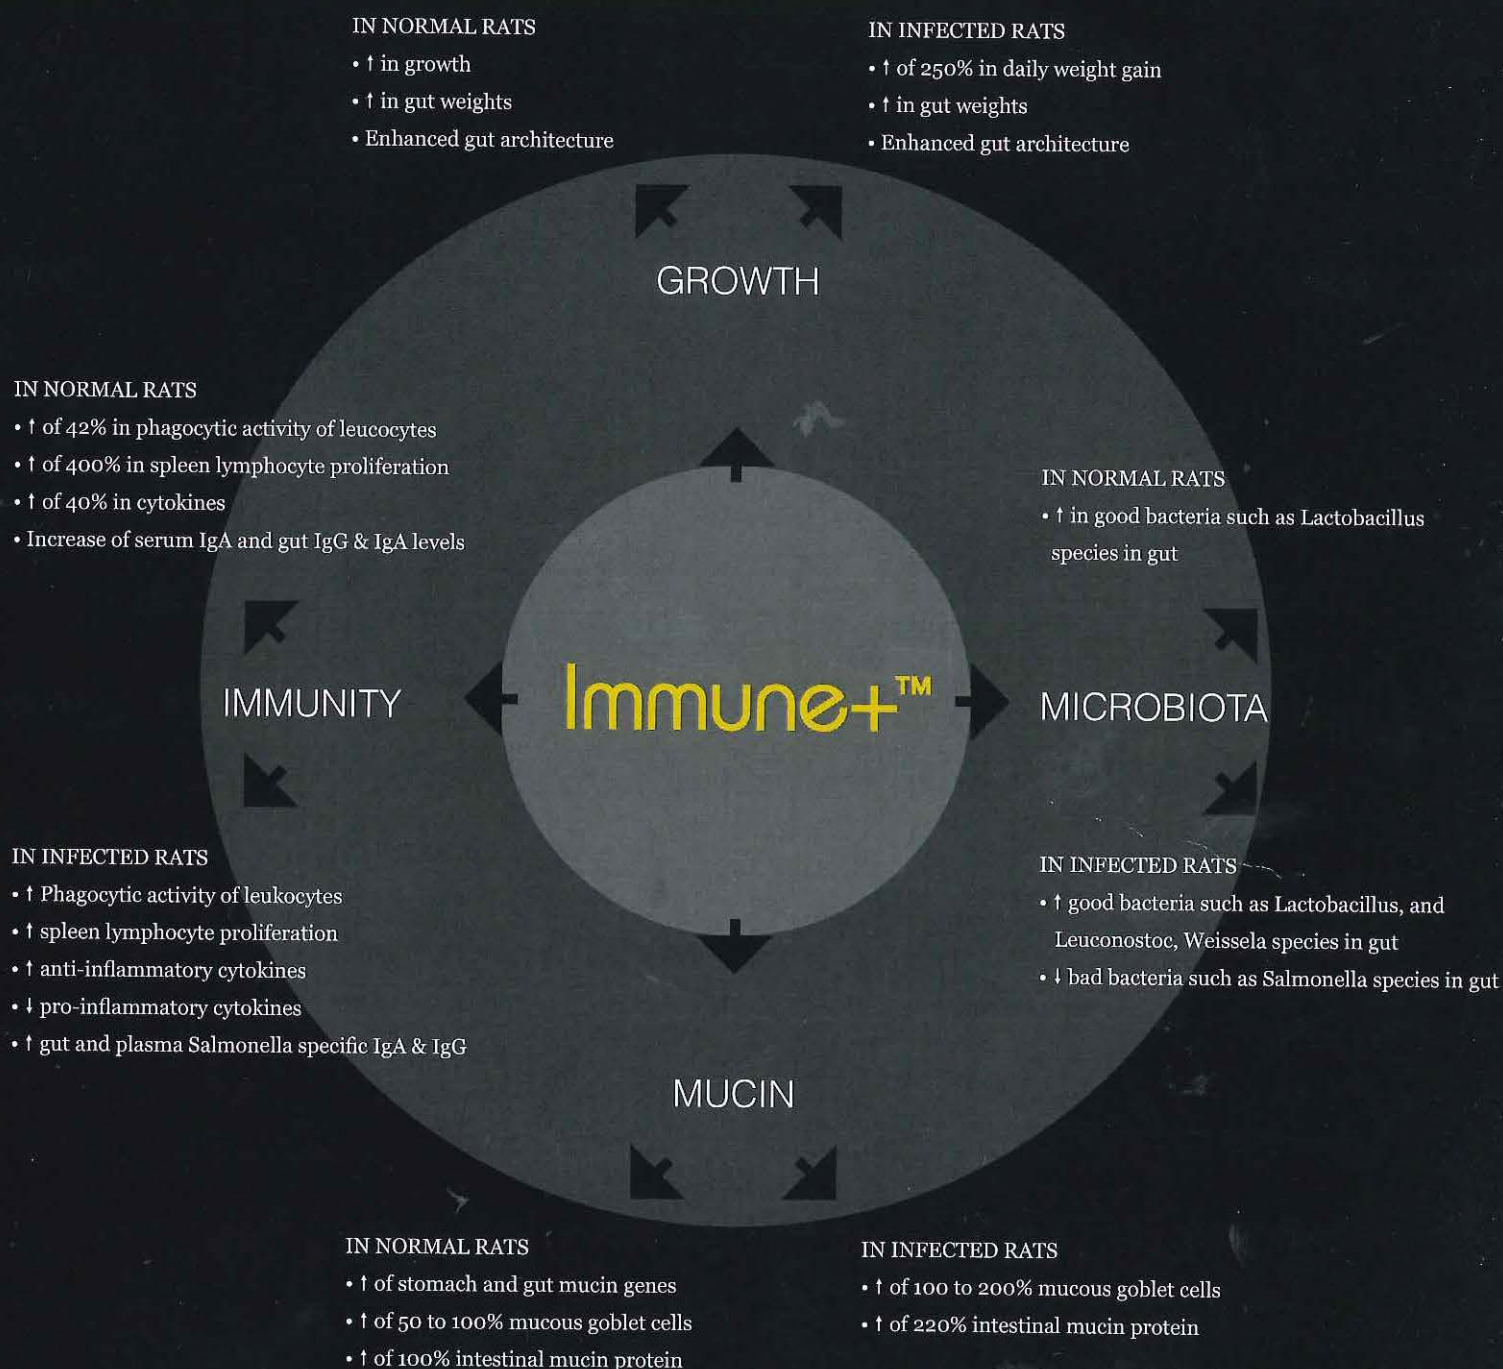 IN NORMAL RATS
• ↑ in growth
• ↑ in gut weights
• Enhanced gut architecture
IN INFECTED RATS
• ↑ of 250% in daily weight gain
• ↑ in gut weights
• Enhanced gut architecture
GROWTH
IN NORMAL RATS
• ↑ of 42% in phagocytic activity of leucocytes
• ↑ of 400% in spleen lymphocyte proliferation
• ↑ of 40% in cytokines
• Increase of serum IgA and gut IgG & IgA levels
IN NORMAL RATS
• ↑ in good bacteria such as Lactobacillus
species in gut
IMMUNITY
Immune+™
MICROBIOTA
IN INFECTED RATS
• ↑ Phagocytic activity of leukocytes
• ↑ spleen lymphocyte proliferation
• ↑ anti-inflammatory cytokines
• ↓ pro-inflammatory cytokines
• ↑ gut and plasma Salmonella specific IgA & IgG
IN INFECTED RATS
• ↑ good bacteria such as Lactobacillus, and
Leuconostoc, Weissela species in gut
• ↓ bad bacteria such as Salmonella species in gut
MUCIN
IN NORMAL RATS
• ↑ of stomach and gut mucin genes
• ↑ of 50 to 100% mucous goblet cells
• ↑ of 100% intestinal mucin protein
IN INFECTED RATS
• ↑ of 100 to 200% mucous goblet cells
• ↑ of 220% intestinal mucin protein